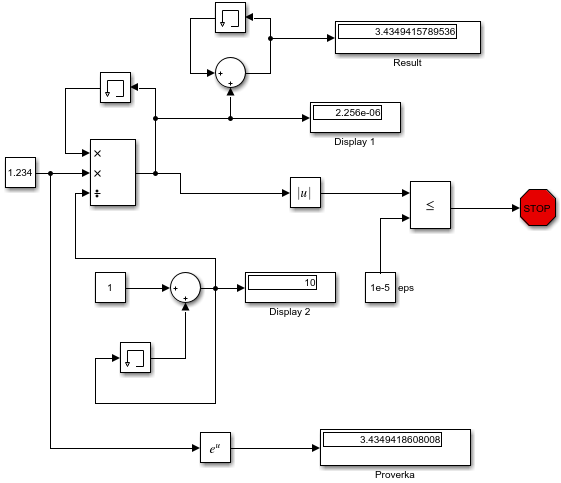 3.4349415789536
Result
2.256e-06
Display 1
×
1.234
×
÷
|u|
≤
STOP
1
10
Display 2
1e-5
eps
e^u
3.4349418608008
Proverka